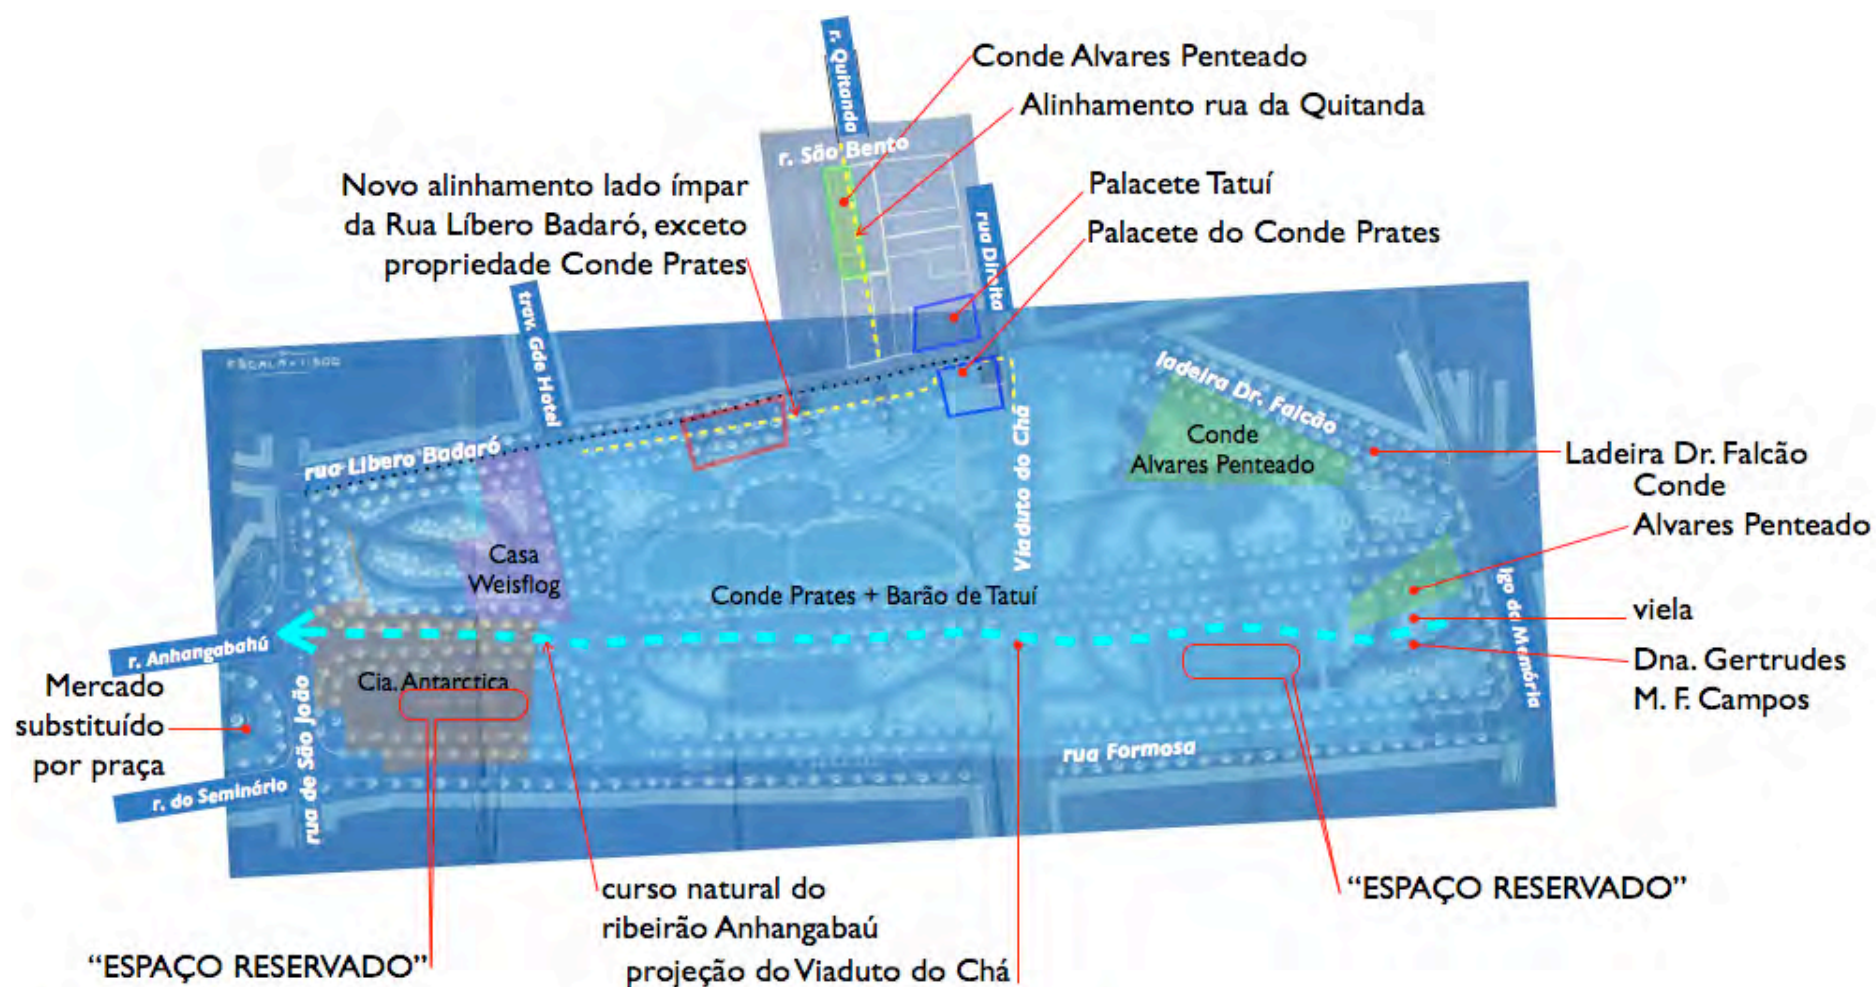 r. Quitanda
Conde Alvares Penteado
Alinhamento rua da Quitanda
r. São Bento
Novo alinhamento lado ímpar
da Rua Líbero Badaró, exceto
propriedade Conde Prates
Palacete Tatuí
Palacete do Conde Prates
rua Direita
trav. Gde Hotel
ladeira Dr. Falcão
Viaduto do Chá
Conde
Alvares Penteado
rua Líbero Badaró
Ladeira Dr. Falcão
Conde
Alvares Penteado
Casa
Weisflog
Conde Prates + Barão de Tatuí
lgo da Memória
viela
r. Anhangabahú
Dna. Gertrudes
M. F. Campos
Mercado
substituído
por praça
Cia. Antarctica
rua de São João
rua Formosa
r. do Seminário
curso natural do
ribeirão Anhangabaú
"ESPAÇO RESERVADO"
"ESPAÇO RESERVADO"
projeção do Viaduto do Chá